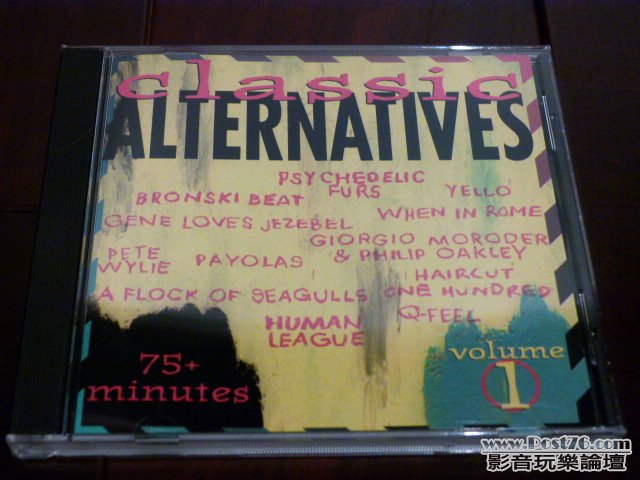 classic
ALTERNATIVES
PSYCHEDELIC
FURS
YELLO
BRONSKI BEAT
WHEN IN ROME
GENE LOVES JEZEBEL
GIORGIO MORODER
& PHILIP OAKLEY
PETE
WYLIE
PAYOLAS
HAIRCUT
ONE HUNDRED
A FLOCK OF SEAGULLS
Q-FEEL
HUMAN
LEAGUE
75+
minutes
volume
1
www.Post76.com
影音玩樂論壇